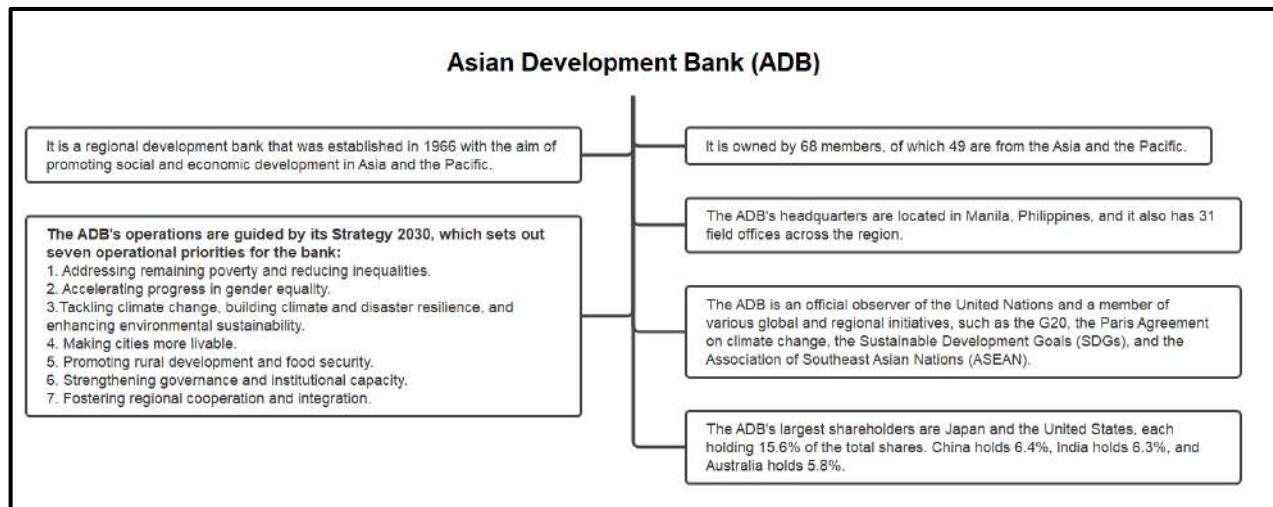 Asian Development Bank (ADB)
It is a regional development bank that was established in 1966 with the aim of
promoting social and economic development in Asia and the Pacific.
The ADB's operations are guided by its Strategy 2030, which sets out
seven operational priorities for the bank:
1. Addressing remaining poverty and reducing inequalities.
2. Accelerating progress in gender equality.
3.Tackling climate change, building climate and disaster resilience, and
enhancing environmental sustainability.
4. Making cities more livable.
5. Promoting rural development and food security.
6. Strengthening governance and institutional capacity.
7. Fostering regional cooperation and integration.
It is owned by 68 members, of which 49 are from the Asia and the Pacific.
The ADB's headquarters are located in Manila, Philippines, and it also has 31
field offices across the region.
The ADB is an official observer of the United Nations and a member of
various global and regional initiatives, such as the G20, the Paris Agreement
on climate change, the Sustainable Development Goals (SDGs), and the
Association of Southeast Asian Nations (ASEAN).
The ADB's largest shareholders are Japan and the United States, each
holding 15.6% of the total shares. China holds 6.4%, India holds 6.3%, and
Australia holds 5.8%.